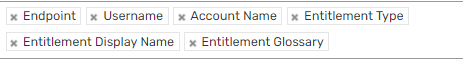 × Endpoint × Username × Account Name × Entitlement Type
× Entitlement Display Name × Entitlement Glossary